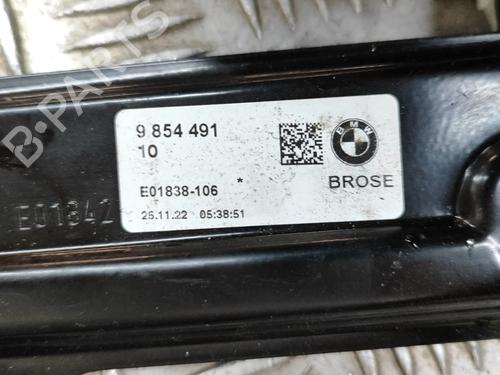 9 854 491
10
BMW
E01838-106 *
BROSE
25.11.22 05:38:51
E01842
B-PARTS